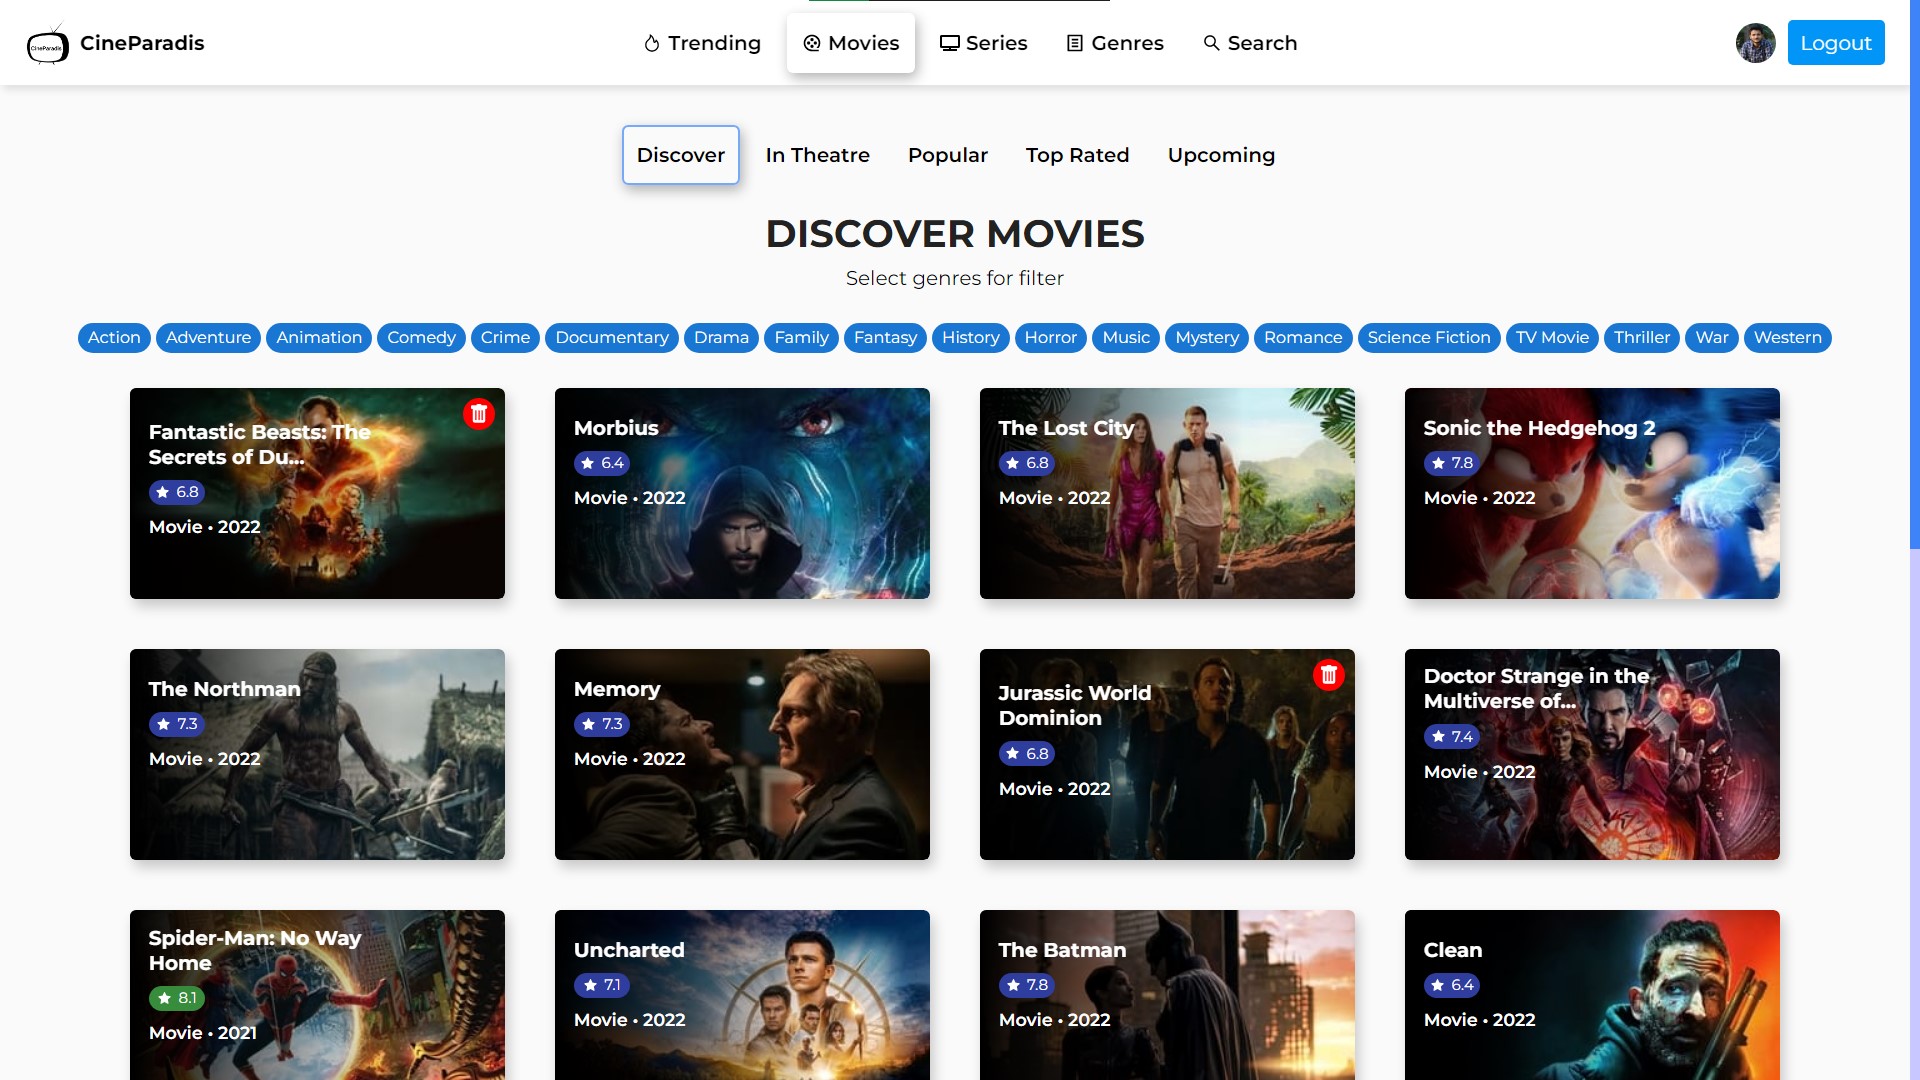 CineParadis
CineParadis
Trending
Movies
Series
Genres
Search
Logout
Discover
In Theatre
Popular
Top Rated
Upcoming
DISCOVER MOVIES
Select genres for filter
Action
Adventure
Animation
Comedy
Crime
Documentary
Drama
Family
Fantasy
History
Horror
Music
Mystery
Romance
Science Fiction
TV Movie
Thriller
War
Western
Fantastic Beasts: The
Secrets of Du...
6.8
Movie • 2022
Morbius
6.4
Movie • 2022
The Lost City
6.8
Movie • 2022
Sonic the Hedgehog 2
7.8
Movie • 2022
The Northman
7.3
Movie • 2022
Memory
7.3
Movie • 2022
Jurassic World
Dominion
6.8
Movie • 2022
Doctor Strange in the
Multiverse of...
7.4
Movie • 2022
Spider-Man: No Way
Home
8.1
Movie • 2021
Uncharted
7.1
Movie • 2022
The Batman
7.8
Movie • 2022
Clean
6.4
Movie • 2022